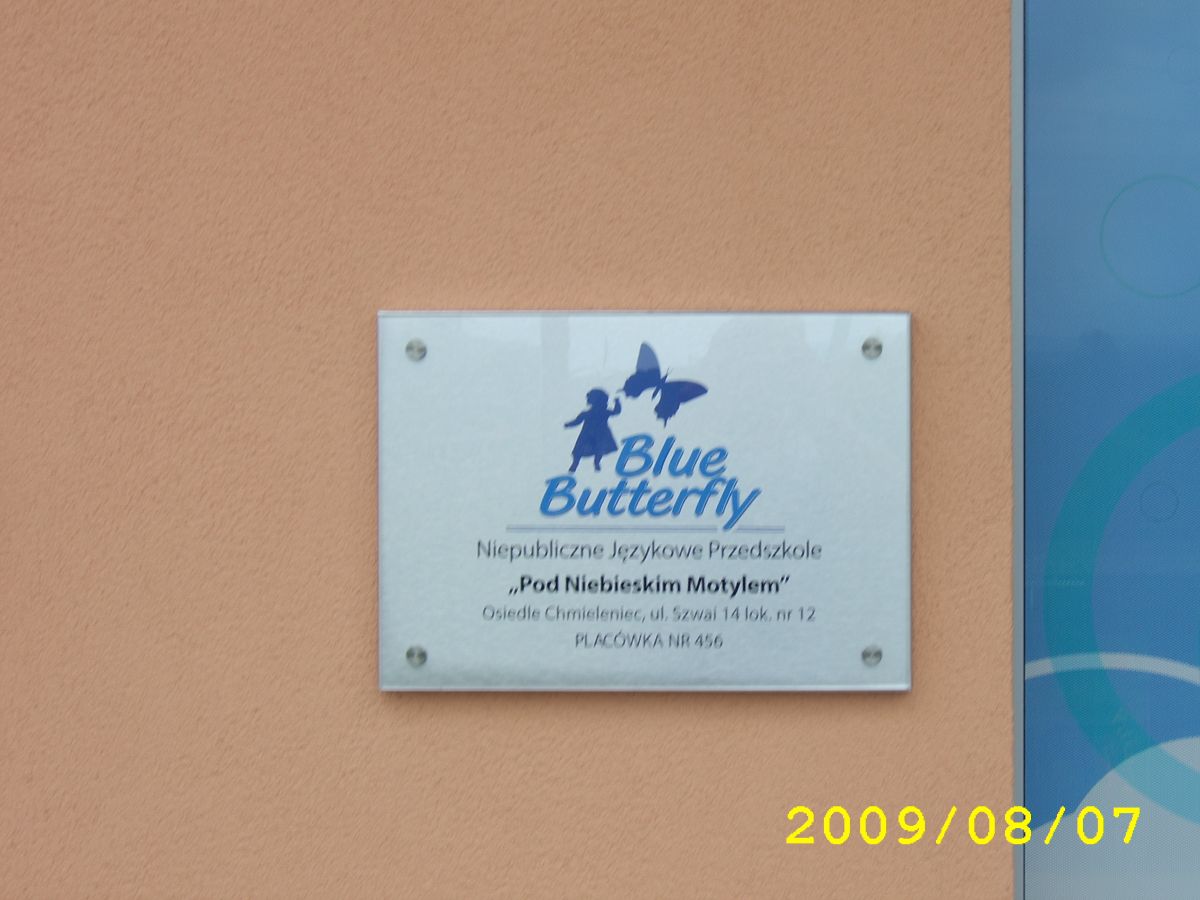 Blue
Butterfly
Niepubliczne Językowe Przedszkole
„Pod Niebieskim Motylem”
Osiedle Chmieleniec, ul. Szwai 14 lok. nr 12
PLACÓWKA NR 456
2009/08/07